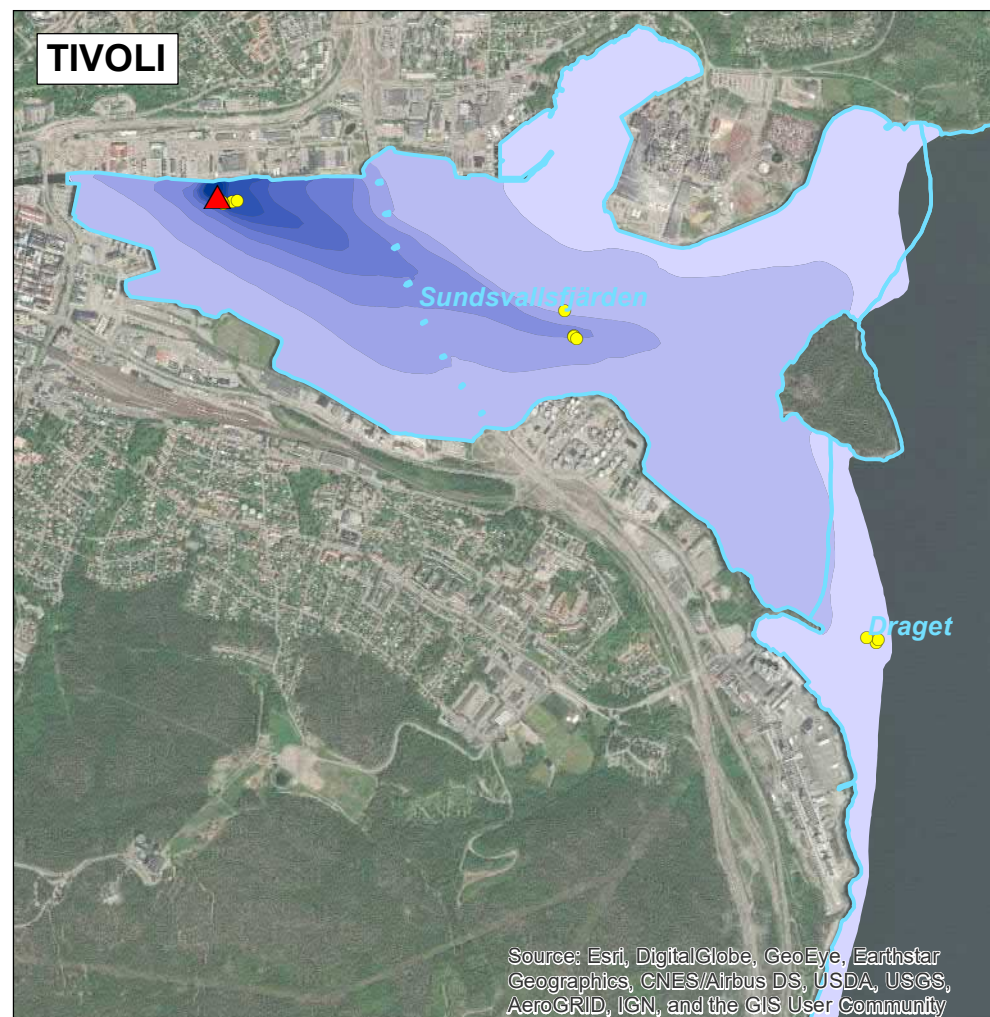 TIVOLI
Sundsvallsfjärden
Draget
Source: Esri, DigitalGlobe, GeoEye, Earthstar
Geographics, CNES/Airbus DS, USDA, USGS,
AeroGRID, IGN, and the GIS User Community